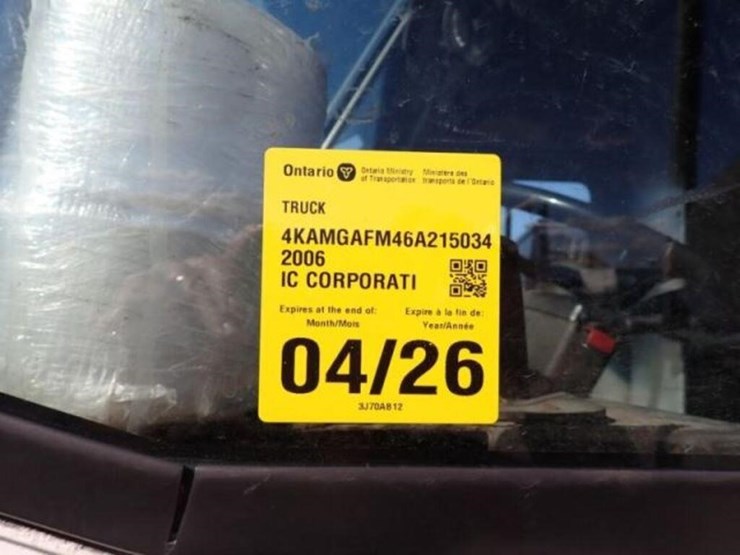 Ontario
Ontario Ministry of Transportation
Ministère des transports de l'Ontario
TRUCK
4KAMGAFM46A215034
2006
IC CORPORATI
Expires at the end of: Expire à la fin de:
Month/Mois Year/Année
04/26
3J70AB12